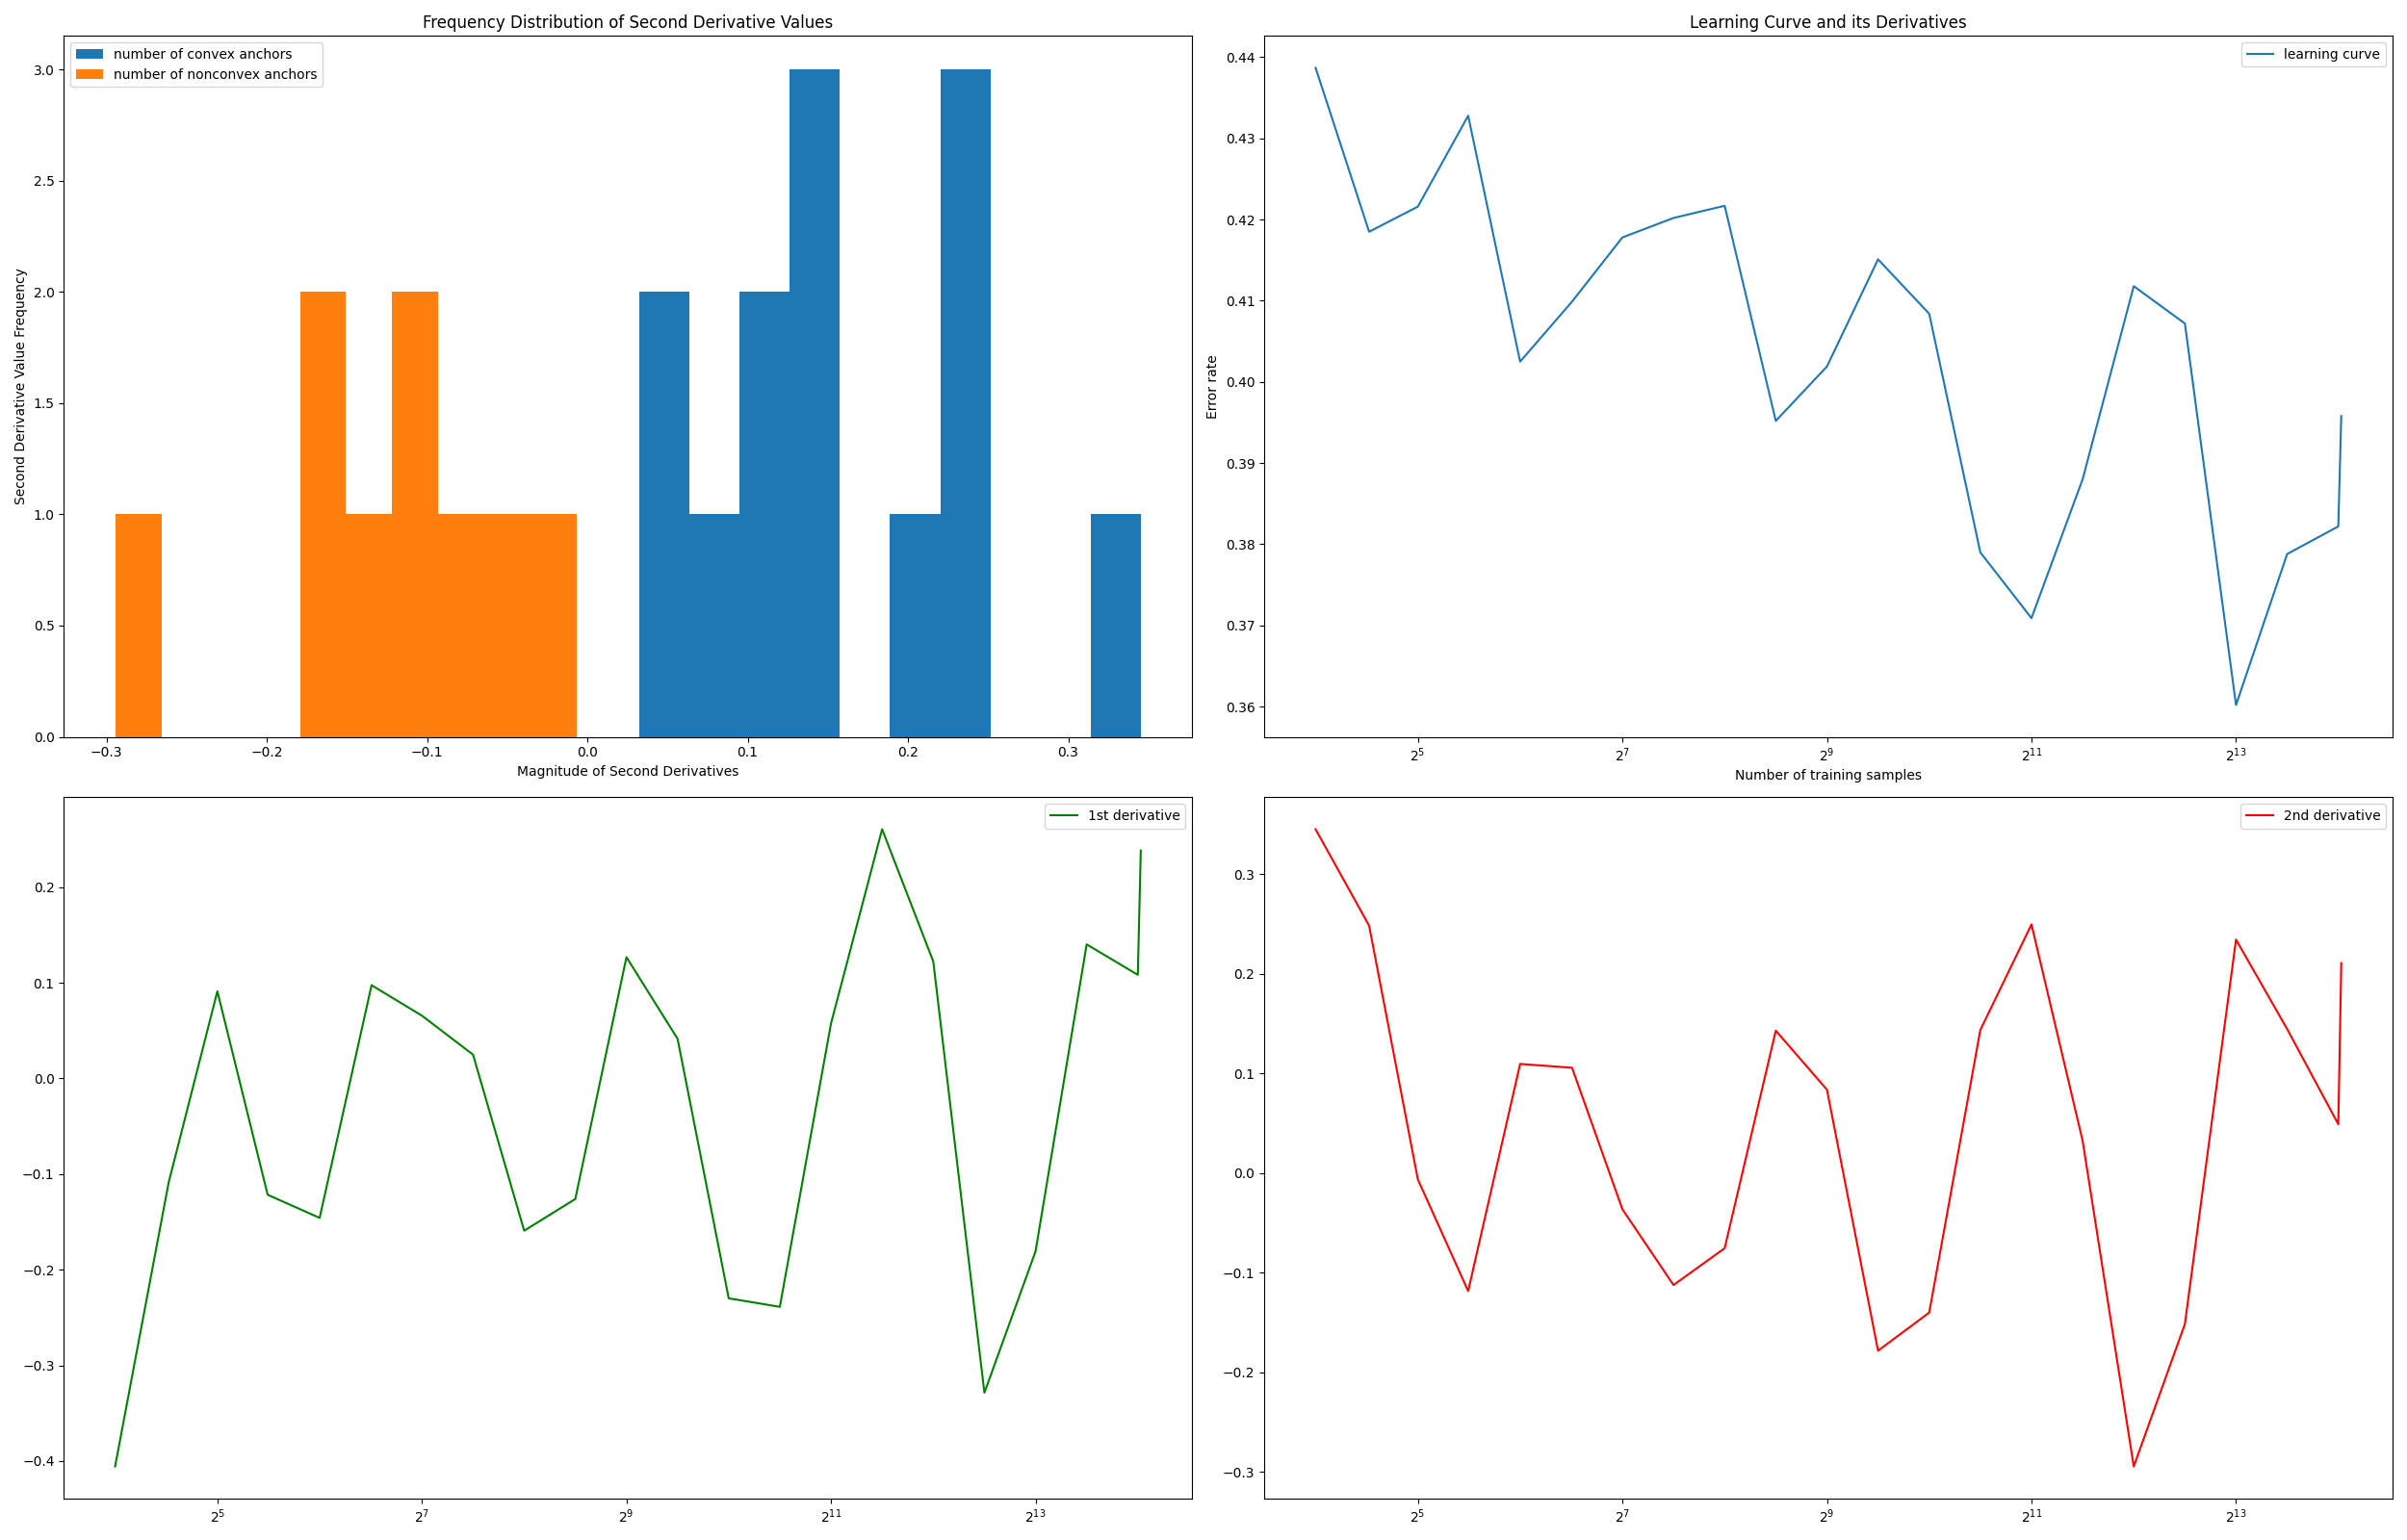 Frequency Distribution of Second Derivative Values
number of convex anchors
number of nonconvex anchors
Second Derivative Value Frequency
3.0
2.5
2.0
1.5
1.0
0.5
0.0
−0.3 −0.2 −0.1 0.0 0.1 0.2 0.3
Magnitude of Second Derivatives
Learning Curve and its Derivatives
learning curve
Error rate
0.44
0.43
0.42
0.41
0.40
0.39
0.38
0.37
0.36
2^5 2^7 2^9 2^11 2^13
Number of training samples
1st derivative
0.2
0.1
0.0
−0.1
−0.2
−0.3
−0.4
2^5 2^7 2^9 2^11 2^13
2nd derivative
0.3
0.2
0.1
0.0
−0.1
−0.2
−0.3
2^5 2^7 2^9 2^11 2^13